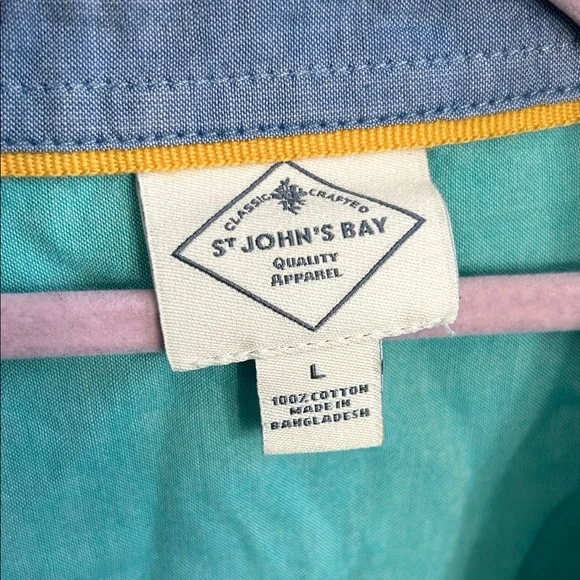 CLASSIC CRAFTED
ST JOHN'S BAY
QUALITY
APPAREL
L
100% COTTON
MADE IN
BANGLADESH